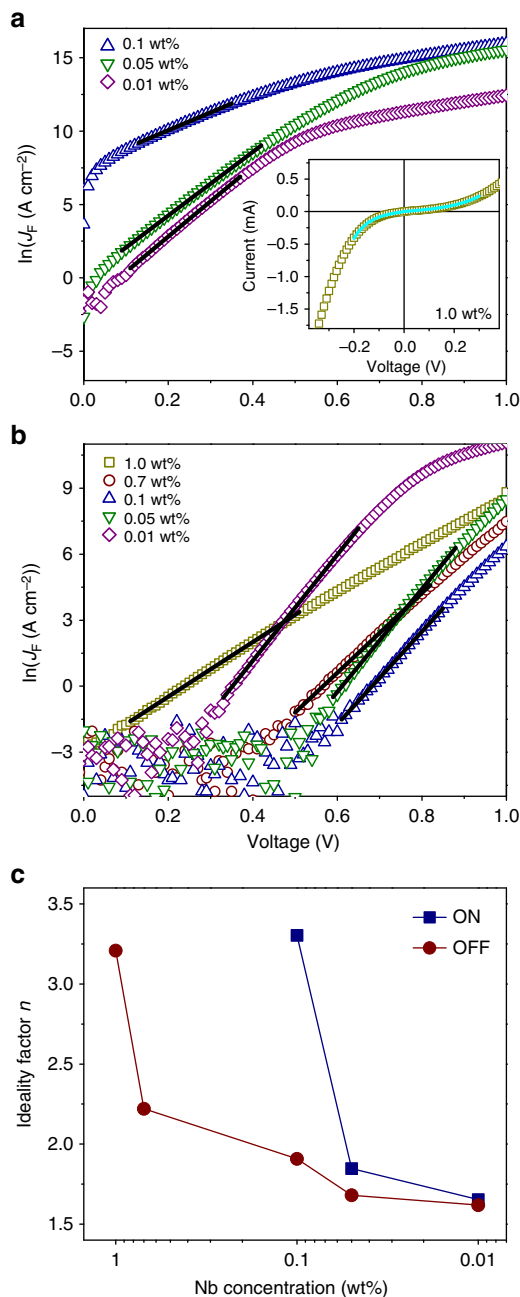 a
0.1 wt%
0.05 wt%
0.01 wt%
15
10
5
0
−5
ln(J_F (A cm⁻²))
0.0 0.2 0.4 0.6 0.8 1.0
0.5
0.0
−0.5
−1.0
−1.5
Current (mA)
1.0 wt%
−0.2 0.0 0.2
Voltage (V)
b
1.0 wt%
0.7 wt%
0.1 wt%
0.05 wt%
0.01 wt%
9
6
3
0
−3
ln(J_F (A cm⁻²))
0.0 0.2 0.4 0.6 0.8 1.0
Voltage (V)
c
ON
OFF
3.5
3.0
2.5
2.0
1.5
Ideality factor n
1 0.1 0.01
Nb concentration (wt%)